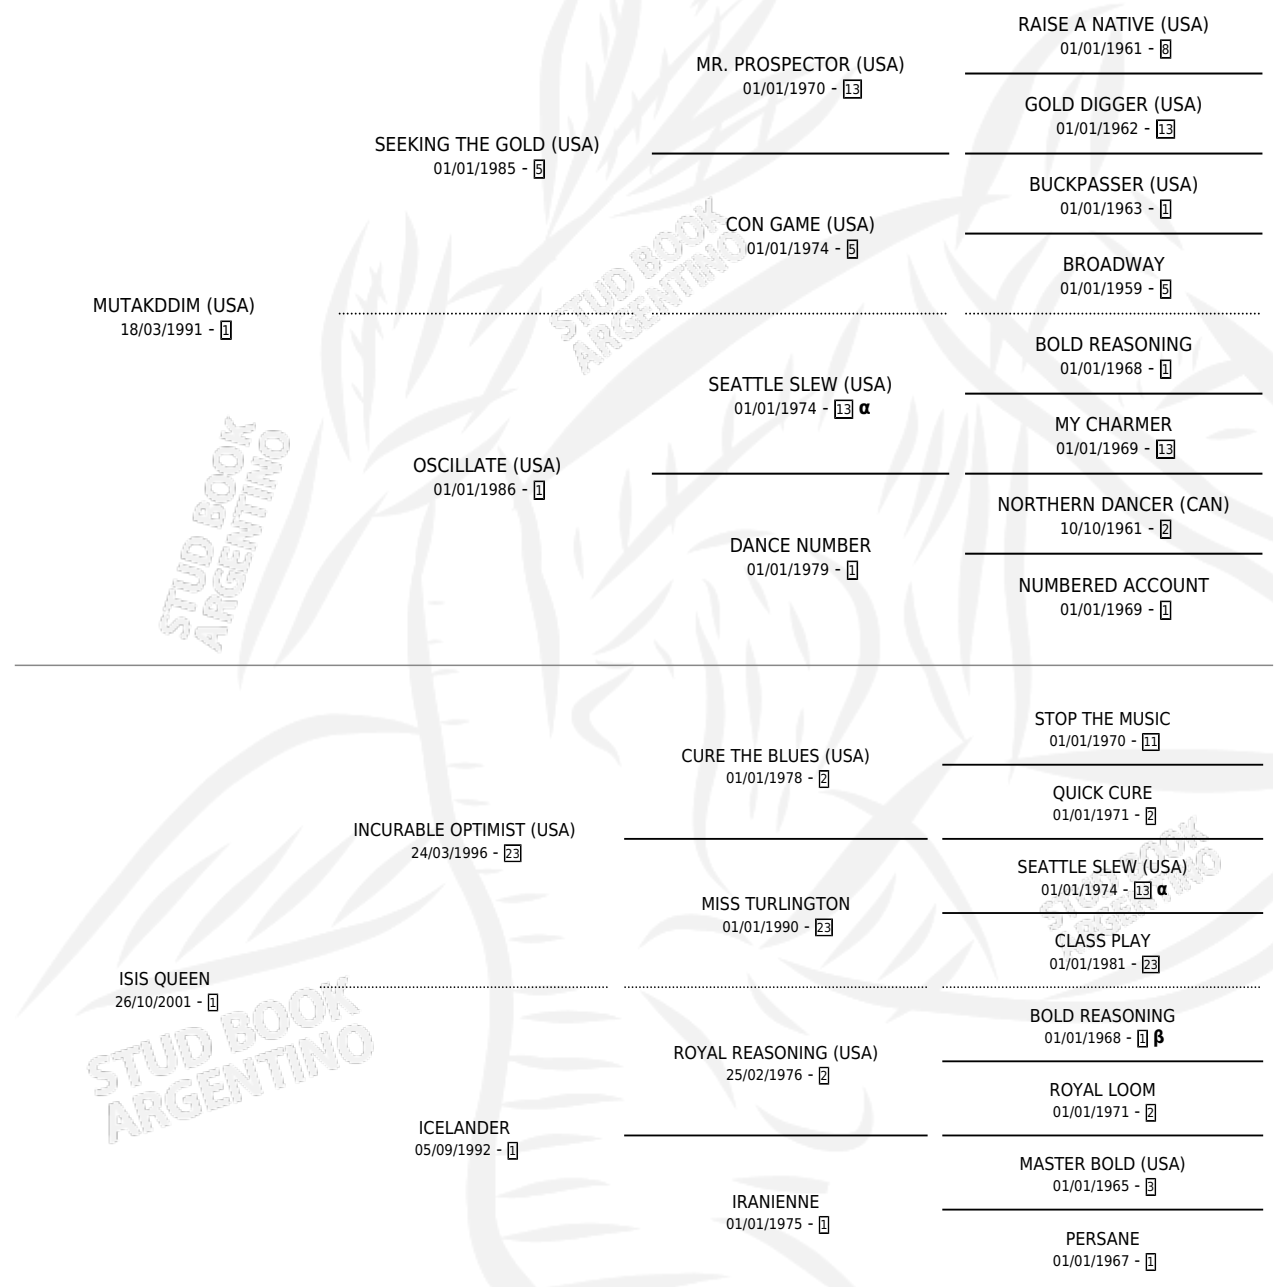 RAISE A NATIVE (USA)
01/01/1961 - 8
MR. PROSPECTOR (USA)
01/01/1970 - 13
GOLD DIGGER (USA)
01/01/1962 - 13
SEEKING THE GOLD (USA)
01/01/1985 - 5
BUCKPASSER (USA)
01/01/1963 - 1
CON GAME (USA)
01/01/1974 - 5
BROADWAY
01/01/1959 - 5
MUTAKDDIM (USA)
18/03/1991 - 1
BOLD REASONING
01/01/1968 - 1
SEATTLE SLEW (USA)
01/01/1974 - 13 α
MY CHARMER
01/01/1969 - 13
OSCILLATE (USA)
01/01/1986 - 1
NORTHERN DANCER (CAN)
10/10/1961 - 2
DANCE NUMBER
01/01/1979 - 1
NUMBERED ACCOUNT
01/01/1969 - 1
STUD BOOK
ARGENTINO
STUD BOOK
ARGENTINO
STOP THE MUSIC
01/01/1970 - 11
CURE THE BLUES (USA)
01/01/1978 - 2
QUICK CURE
01/01/1971 - 2
INCURABLE OPTIMIST (USA)
24/03/1996 - 23
SEATTLE SLEW (USA)
01/01/1974 - 13 α
MISS TURLINGTON
01/01/1990 - 23
CLASS PLAY
01/01/1981 - 23
ISIS QUEEN
26/10/2001 - 1
BOLD REASONING
01/01/1968 - 1 β
ROYAL REASONING (USA)
25/02/1976 - 2
ROYAL LOOM
01/01/1971 - 2
ICELANDER
05/09/1992 - 1
MASTER BOLD (USA)
01/01/1965 - 3
IRANIENNE
01/01/1975 - 1
PERSANE
01/01/1967 - 1
STUD BOOK
ARGENTINO
STUD BOOK
ARGENTINO